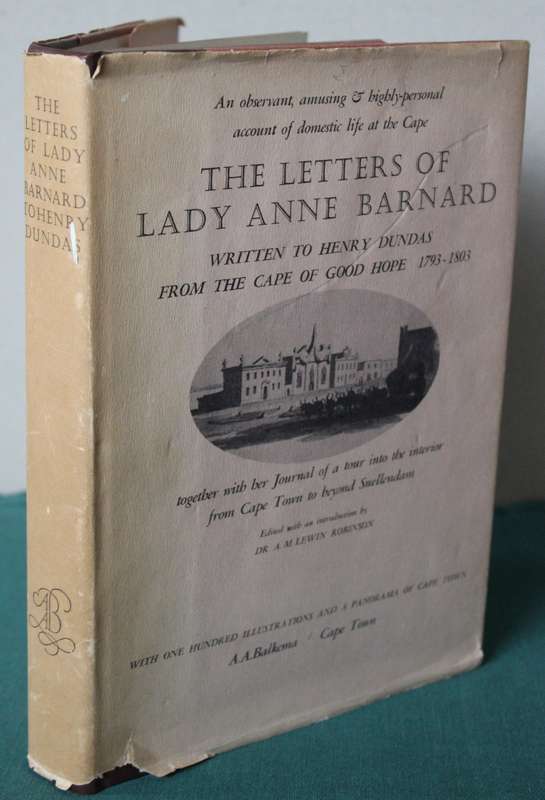 THE
LETTERS
OF LADY
ANNE
BARNARD
TO HENRY
DUNDAS
AB
An observant, amusing & highly-personal
account of domestic life at the Cape
THE LETTERS OF
LADY ANNE BARNARD
WRITTEN TO HENRY DUNDAS
FROM THE CAPE OF GOOD HOPE 1793-1803
together with her Journal of a tour into the interior
from Cape Town to beyond Swellendam
Edited with an introduction by
DR A. M. LEWIN ROBINSON
WITH ONE HUNDRED ILLUSTRATIONS AND A PANORAMA OF CAPE TOWN
A.A.Balkema / Cape Town